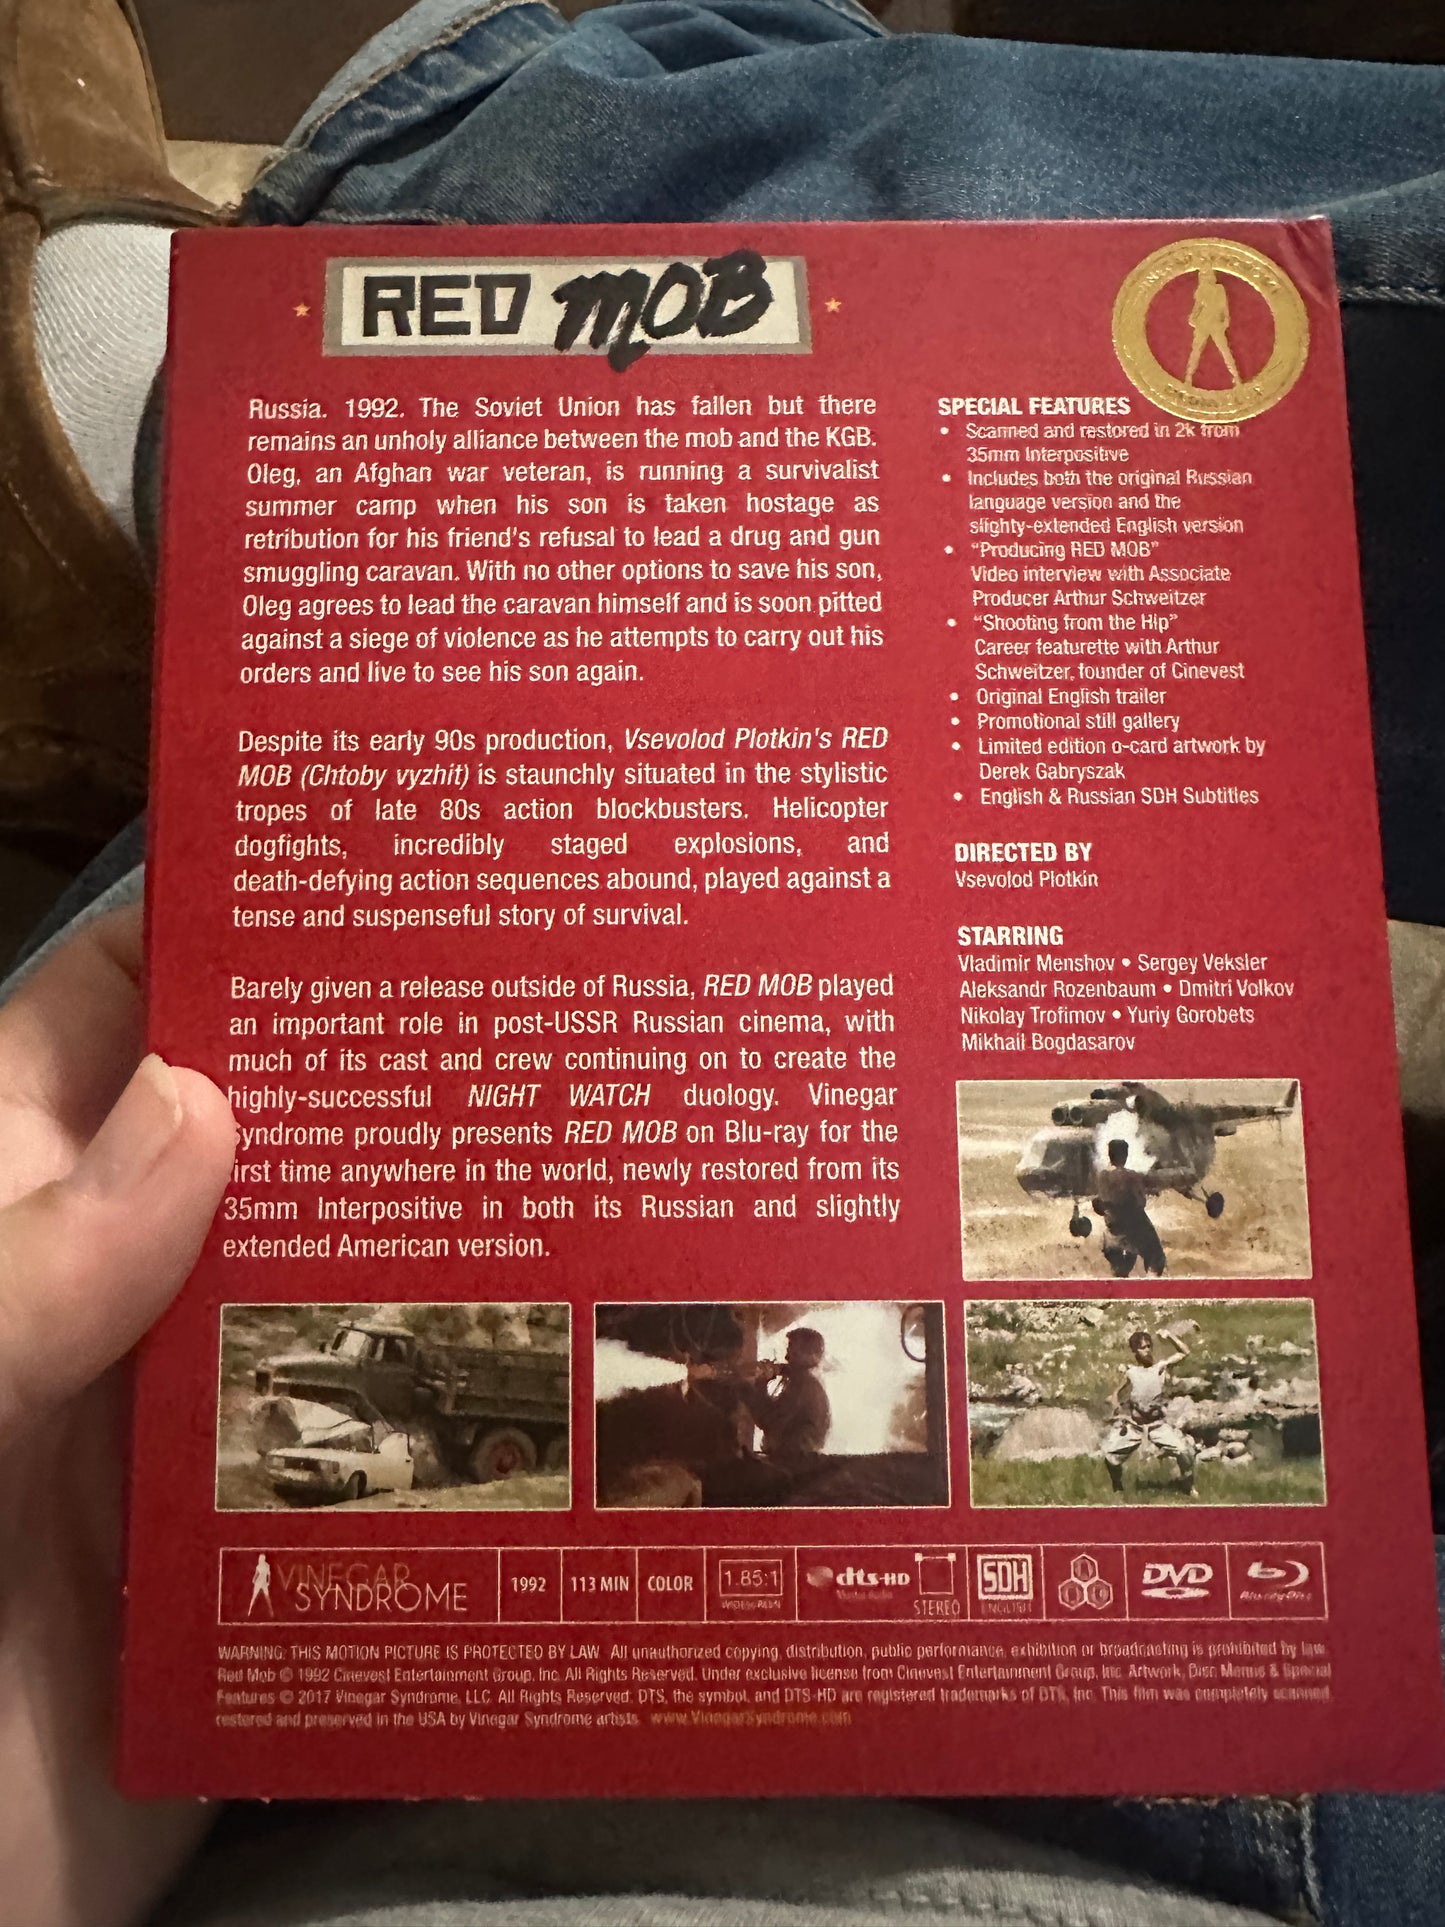 RED MOB
Russia. 1992. The Soviet Union has fallen but there
remains an unholy alliance between the mob and the KGB.
Oleg, an Afghan war veteran, is running a survivalist
summer camp when his son is taken hostage as
retribution for his friend's refusal to lead a drug and gun
smuggling caravan. With no other options to save his son,
Oleg agrees to lead the caravan himself and is soon pitted
against a siege of violence as he attempts to carry out his
orders and live to see his son again.
Despite its early 90s production, Vsevolod Plotkin's RED
MOB (Chtoby vyzhit) is staunchly situated in the stylistic
tropes of late 80s action blockbusters. Helicopter
dogfights, incredibly staged explosions, and
death-defying action sequences abound, played against a
tense and suspenseful story of survival.
Barely given a release outside of Russia, RED MOB played
an important role in post-USSR Russian cinema, with
much of its cast and crew continuing on to create the
highly-successful NIGHT WATCH duology. Vinegar
Syndrome proudly presents RED MOB on Blu-ray for the
first time anywhere in the world, newly restored from its
35mm Interpositive in both its Russian and slightly
extended American version.
SPECIAL FEATURES
• Scanned and restored in 2k from
35mm Interpositive
• Includes both the original Russian
language version and the
slighty-extended English version
• "Producing RED MOB"
Video interview with Associate
Producer Arthur Schweitzer
• "Shooting from the Hip"
Career featurette with Arthur
Schweitzer, founder of Cinevest
• Original English trailer
• Promotional still gallery
• Limited edition o-card artwork by
Derek Gabryszak
• English & Russian SDH Subtitles
DIRECTED BY
Vsevolod Plotkin
STARRING
Vladimir Menshov • Sergey Veksler
Aleksandr Rozenbaum • Dmitri Volkov
Nikolay Trofimov • Yuriy Gorobets
Mikhail Bogdasarov
VINEGAR
SYNDROME
1992
113 MIN
COLOR
1.85:1
WIDESCREEN
dts-HD
Master Audio
STEREO
SDH
ENGLISH
DVD
Blu-ray Disc
WARNING: THIS MOTION PICTURE IS PROTECTED BY LAW. All unauthorized copying, distribution, public performance, exhibition or broadcasting is prohibited by law.
Red Mob © 1992 Cinevest Entertainment Group, Inc. All Rights Reserved. Under exclusive license from Cinevest Entertainment Group, Inc. Artwork, Disc Menus & Special
Features © 2017 Vinegar Syndrome, LLC. All Rights Reserved. DTS, the symbol, and DTS-HD are registered trademarks of DTS, Inc. This film was completely scanned,
restored and preserved in the USA by Vinegar Syndrome artists. www.VinegarSyndrome.com